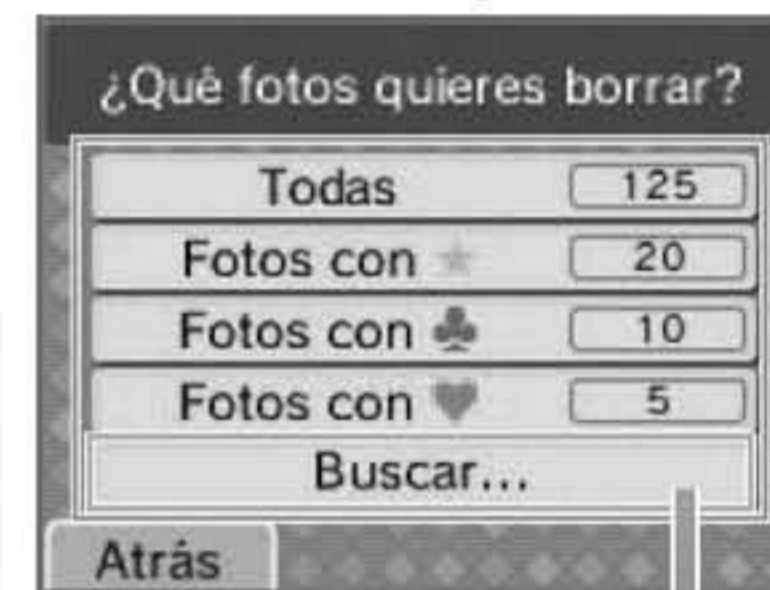 ¿Qué fotos quieres borrar?
Todas 125
Fotos con ★ 20
Fotos con ♣ 10
Fotos con ♥ 5
Buscar...
Atrás